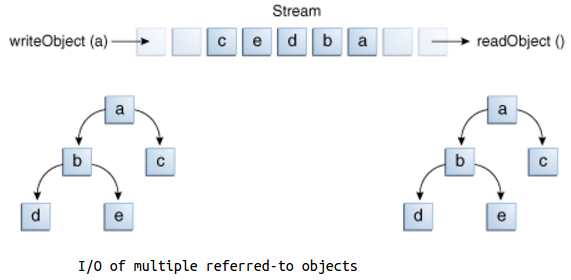 Stream
writeObject (a) c e d b a readObject ()
a a
b c b c
d e d e
I/O of multiple referred-to objects